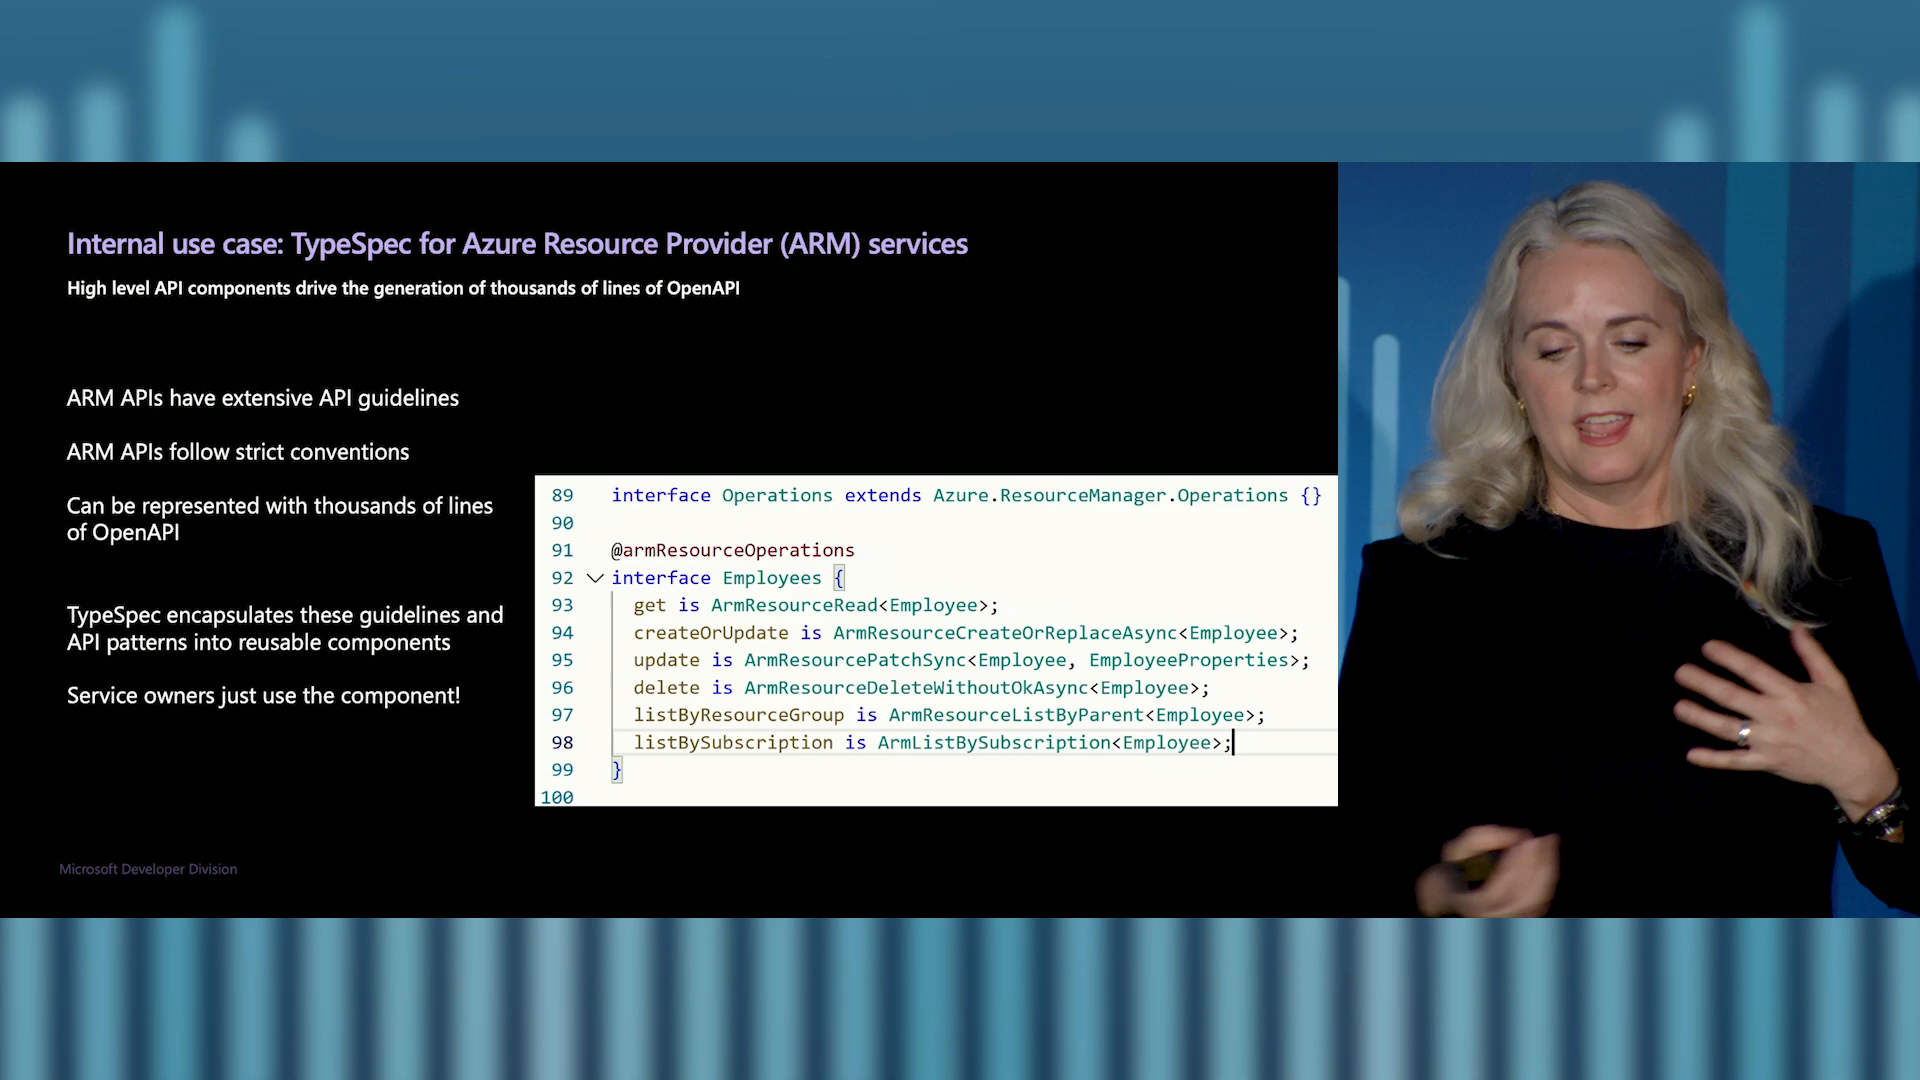 Internal use case: TypeSpec for Azure Resource Provider (ARM) services
High level API components drive the generation of thousands of lines of OpenAPI
ARM APIs have extensive API guidelines
ARM APIs follow strict conventions
Can be represented with thousands of lines
of OpenAPI
TypeSpec encapsulates these guidelines and
API patterns into reusable components
Service owners just use the component!
89 interface Operations extends Azure.ResourceManager.Operations {}
90
91 @armResourceOperations
92 interface Employees {
93 get is ArmResourceRead<Employee>;
94 createOrUpdate is ArmResourceCreateOrReplaceAsync<Employee>;
95 update is ArmResourcePatchSync<Employee, EmployeeProperties>;
96 delete is ArmResourceDeleteWithoutOkAsync<Employee>;
97 listByResourceGroup is ArmResourceListByParent<Employee>;
98 listBySubscription is ArmListBySubscription<Employee>;
99 }
100
Microsoft Developer Division